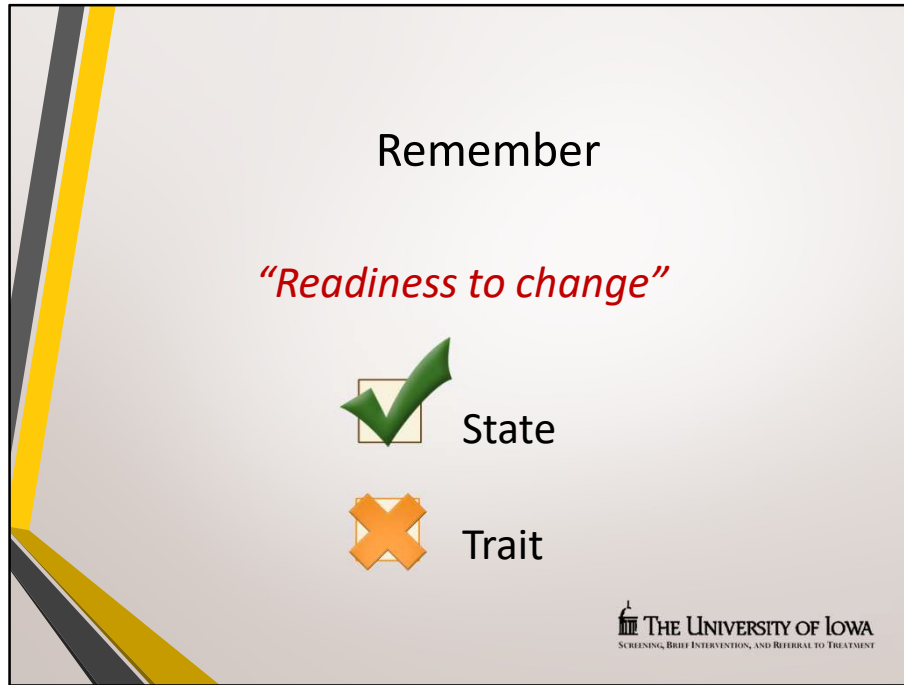 Remember
“Readiness to change”
State
Trait
THE UNIVERSITY OF IOWA
SCREENING, BRIEF INTERVENTION, AND REFERRAL TO TREATMENT